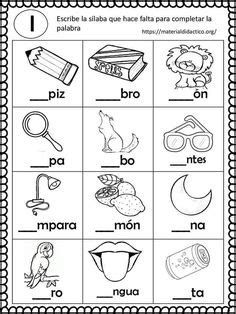 l
Escribe la sílaba que hace falta para completar la
palabra
https://materialdidactico.org/
___piz
___bro
___ón
___pa
___bo
___ntes
___mpara
___món
___na
___ro
___ngua
___ta